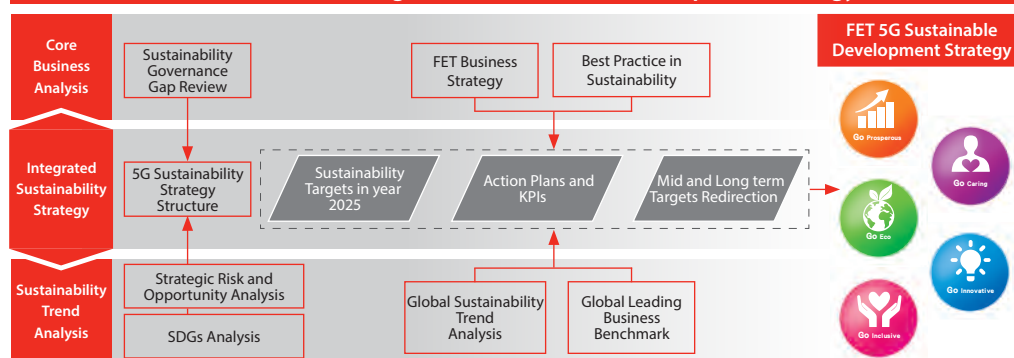 Core
Business
Analysis
Sustainability
Governance
Gap Review
FET Business
Strategy
Best Practice in
Sustainability
FET 5G Sustainable
Development Strategy
Integrated
Sustainability
Strategy
5G Sustainability
Strategy
Structure
Sustainability
Targets in year
2025
Action Plans and
KPIs
Mid and Long term
Targets Redirection
Go Prosperous
Go Caring
Go Eco
Go Innovative
Go Inclusive
Sustainability
Trend
Analysis
Strategic Risk and
Opportunity Analysis
SDGs Analysis
Global Sustainability
Trend
Analysis
Global Leading
Business
Benchmark